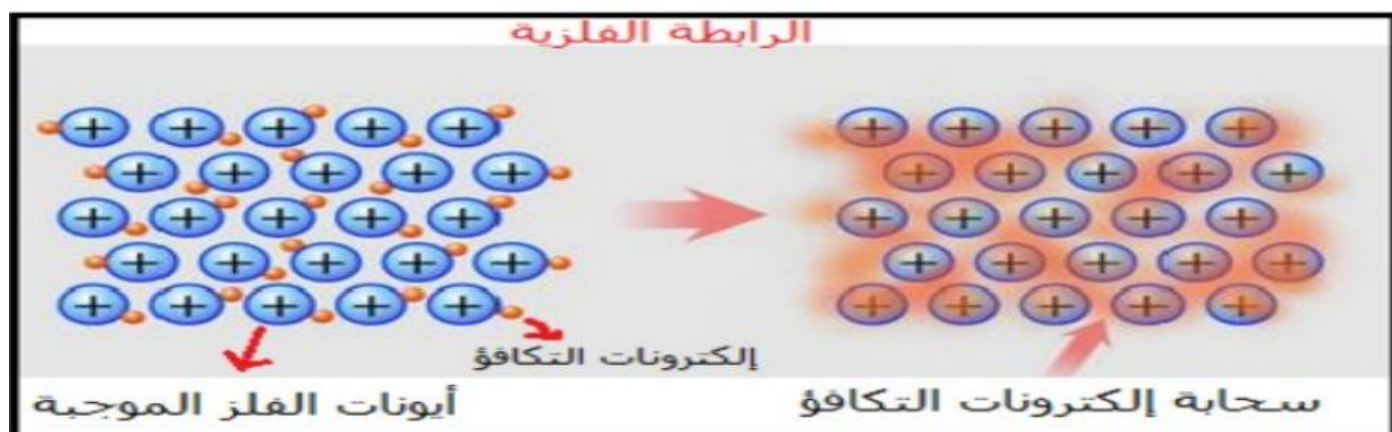 الرابطة الفلزية
إلكترونات التكافؤ
سحابة إلكترونات التكافؤ
أيونات الفلز الموجبة